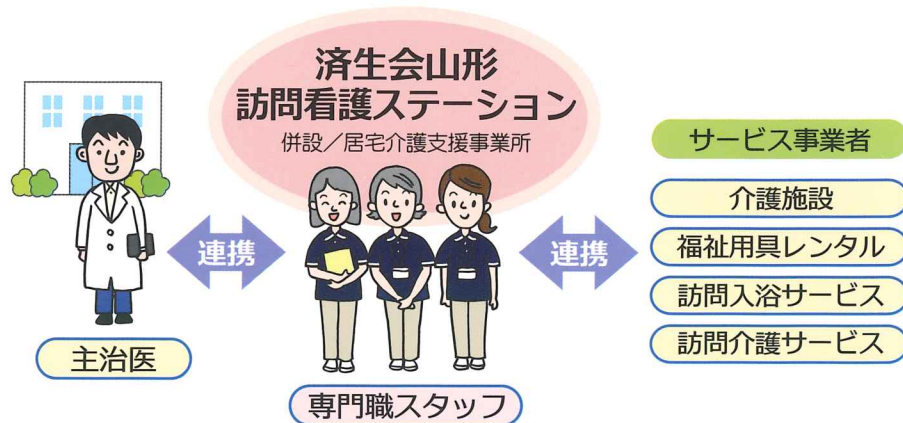 済生会山形
訪問看護ステーション
併設／居宅介護支援事業所
連携
連携
主治医
専門職スタッフ
サービス事業者
介護施設
福祉用具レンタル
訪問入浴サービス
訪問介護サービス